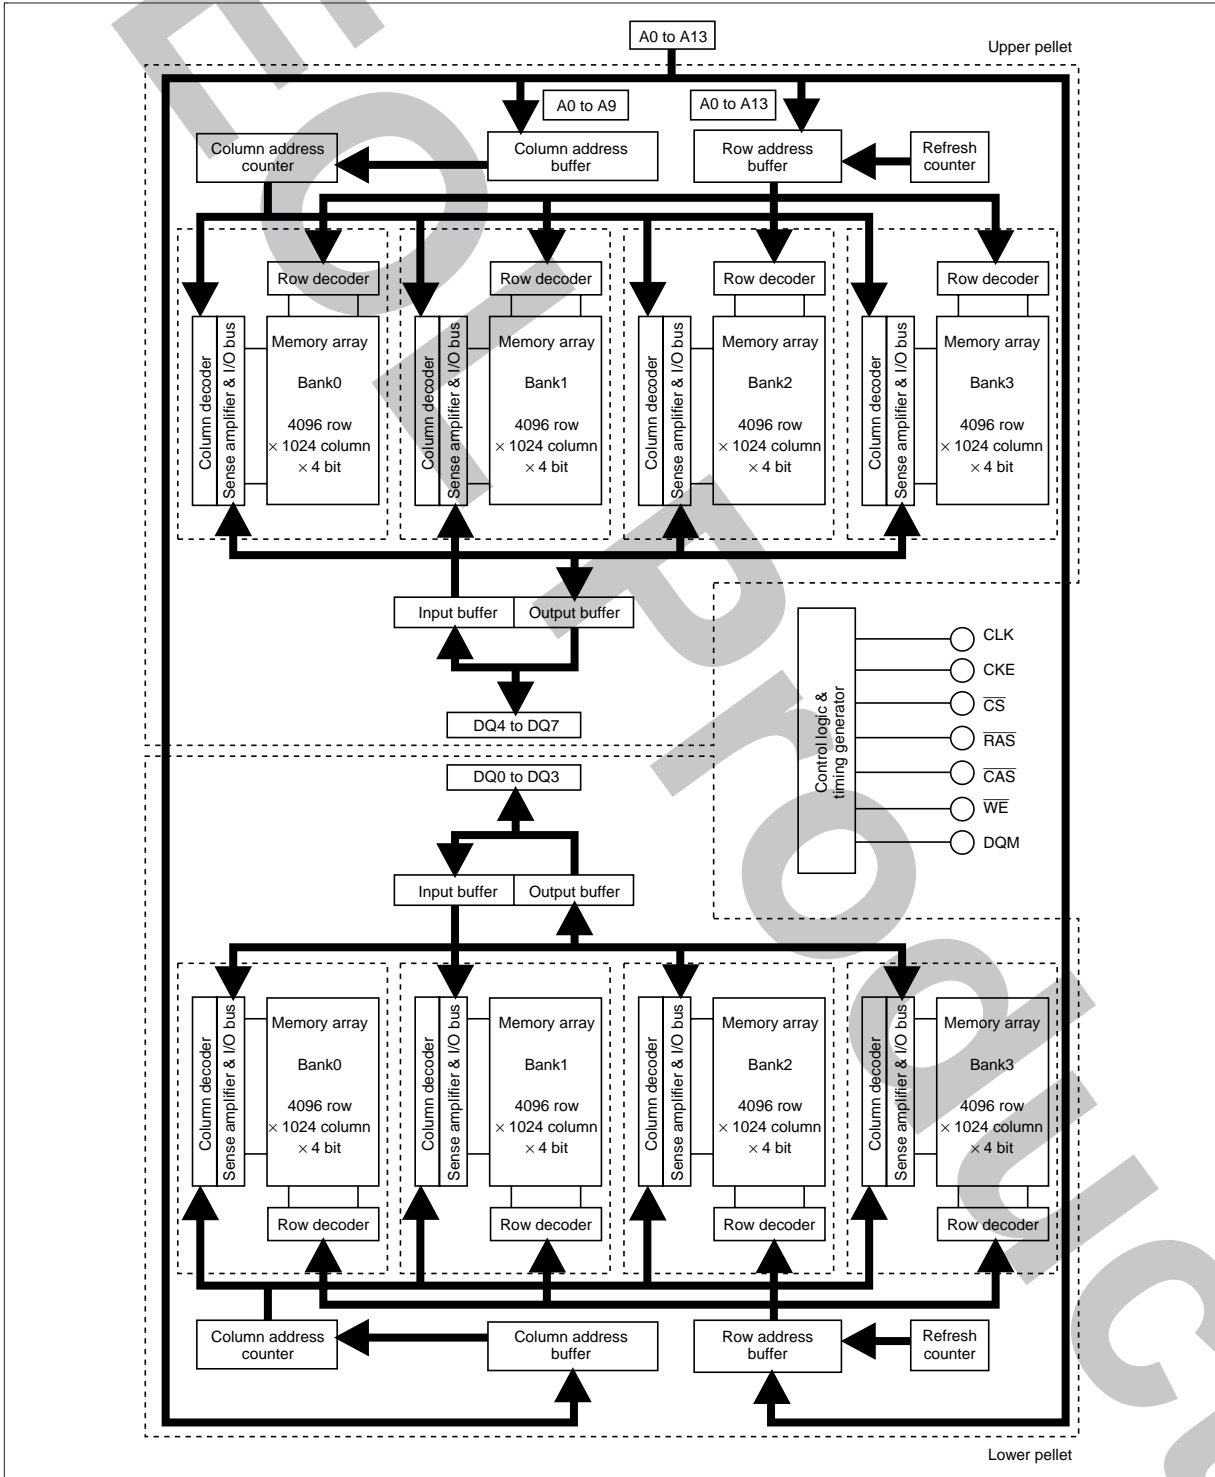 A0 to A13
Upper pellet
A0 to A9
A0 to A13
Column address
counter
Column address
buffer
Row address
buffer
Refresh
counter
Row decoder
Row decoder
Row decoder
Row decoder
Column decoder
Sense amplifier & I/O bus
Memory array
Bank0
4096 row
× 1024 column
× 4 bit
Column decoder
Sense amplifier & I/O bus
Memory array
Bank1
4096 row
× 1024 column
× 4 bit
Column decoder
Sense amplifier & I/O bus
Memory array
Bank2
4096 row
× 1024 column
× 4 bit
Column decoder
Sense amplifier & I/O bus
Memory array
Bank3
4096 row
× 1024 column
× 4 bit
Input buffer
Output buffer
DQ4 to DQ7
Control logic &
timing generator
CLK
CKE
C̅S̅
R̅A̅S̅
C̅A̅S̅
W̅E̅
DQM
DQ0 to DQ3
Input buffer
Output buffer
Column decoder
Sense amplifier & I/O bus
Memory array
Bank0
4096 row
× 1024 column
× 4 bit
Column decoder
Sense amplifier & I/O bus
Memory array
Bank1
4096 row
× 1024 column
× 4 bit
Column decoder
Sense amplifier & I/O bus
Memory array
Bank2
4096 row
× 1024 column
× 4 bit
Column decoder
Sense amplifier & I/O bus
Memory array
Bank3
4096 row
× 1024 column
× 4 bit
Row decoder
Row decoder
Row decoder
Row decoder
Column address
counter
Column address
buffer
Row address
buffer
Refresh
counter
Lower pellet
EOL Product